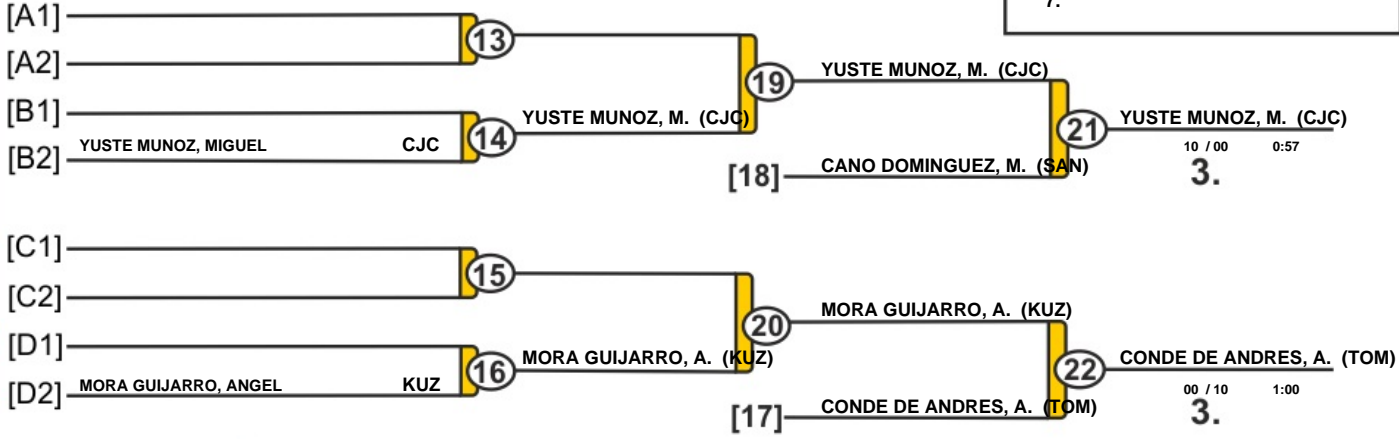 7.
[A1]
13
[A2]
19
YUSTE MUNOZ, M. (CJC)
[B1]
YUSTE MUNOZ, M. (CJC)
21
YUSTE MUNOZ, M. (CJC)
[B2]
YUSTE MUNOZ, MIGUEL CJC
14
10 / 00 0:57
[18]
CANO DOMINGUEZ, M. (SAN)
3.
[C1]
15
[C2]
20
MORA GUIJARRO, A. (KUZ)
[D1]
MORA GUIJARRO, A. (KUZ)
22
CONDE DE ANDRES, A. (TOM)
[D2]
MORA GUIJARRO, ANGEL KUZ
16
00 / 10 1:00
[17]
CONDE DE ANDRES, A. (TOM)
3.